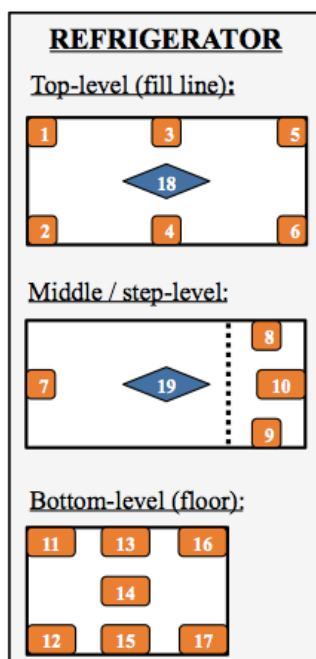 REFRIGERATOR
Top-level (fill line):
1 3 5
18
2 4 6
Middle / step-level:
8
7 19 10
9
Bottom-level (floor):
11 13 16
14
12 15 17